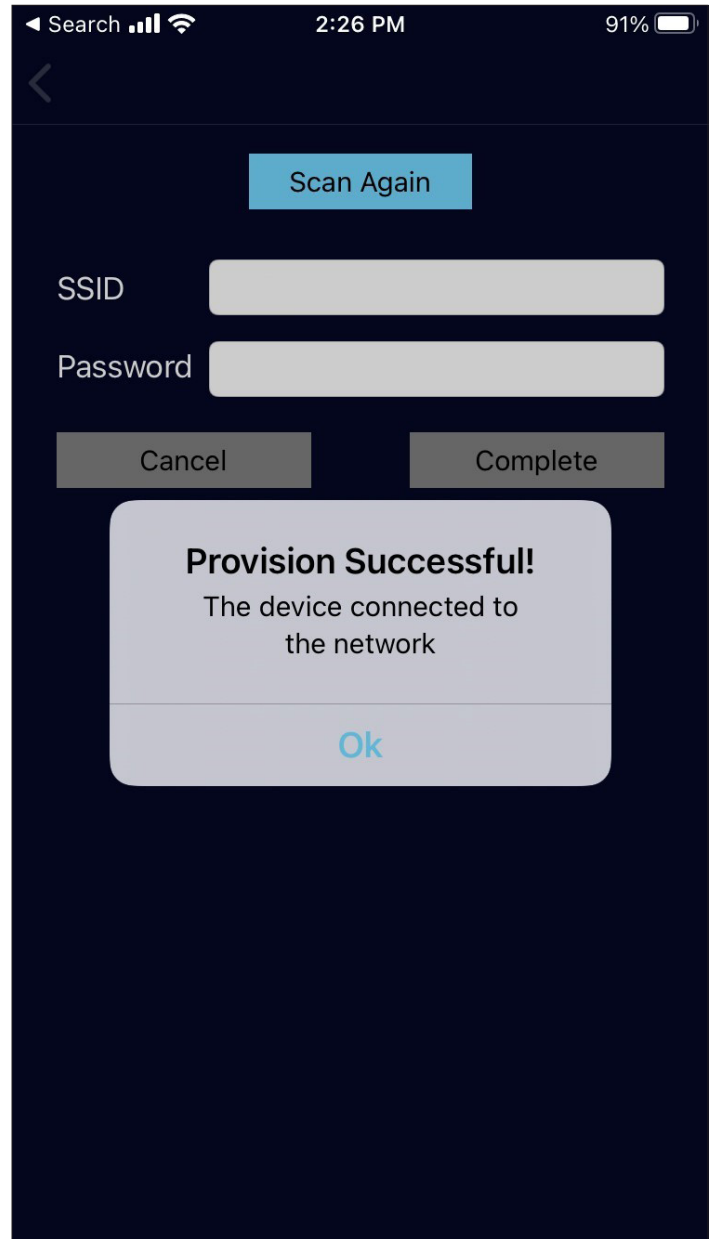 ◀ Search 2:26 PM 91%
Scan Again
SSID
Password
Cancel Complete
Provision Successful!
The device connected to
the network
Ok